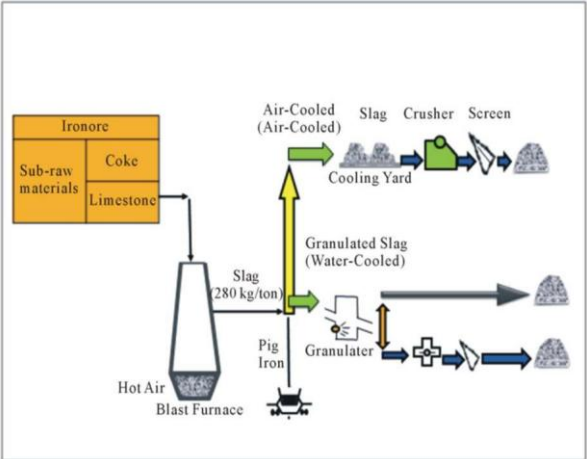 Ironore
Sub-raw
materials
Coke
Limestone
Air-Cooled
(Air-Cooled)
Slag
Crusher
Screen
Cooling Yard
Granulated Slag
(Water-Cooled)
Slag
(280 kg/ton)
Granulater
Pig
Iron
Hot Air
Blast Furnace